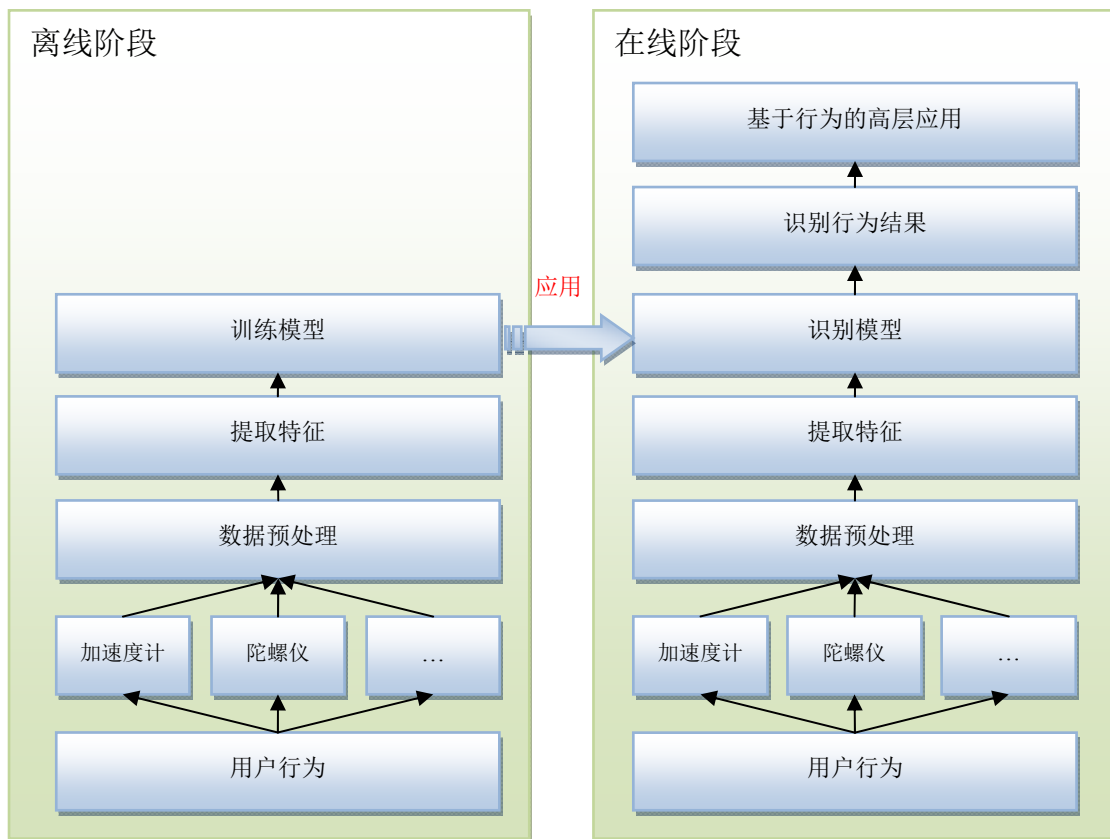 离线阶段
训练模型
提取特征
数据预处理
加速度计
陀螺仪
…
用户行为
应用
在线阶段
基于行为的高层应用
识别行为结果
识别模型
提取特征
数据预处理
加速度计
陀螺仪
…
用户行为